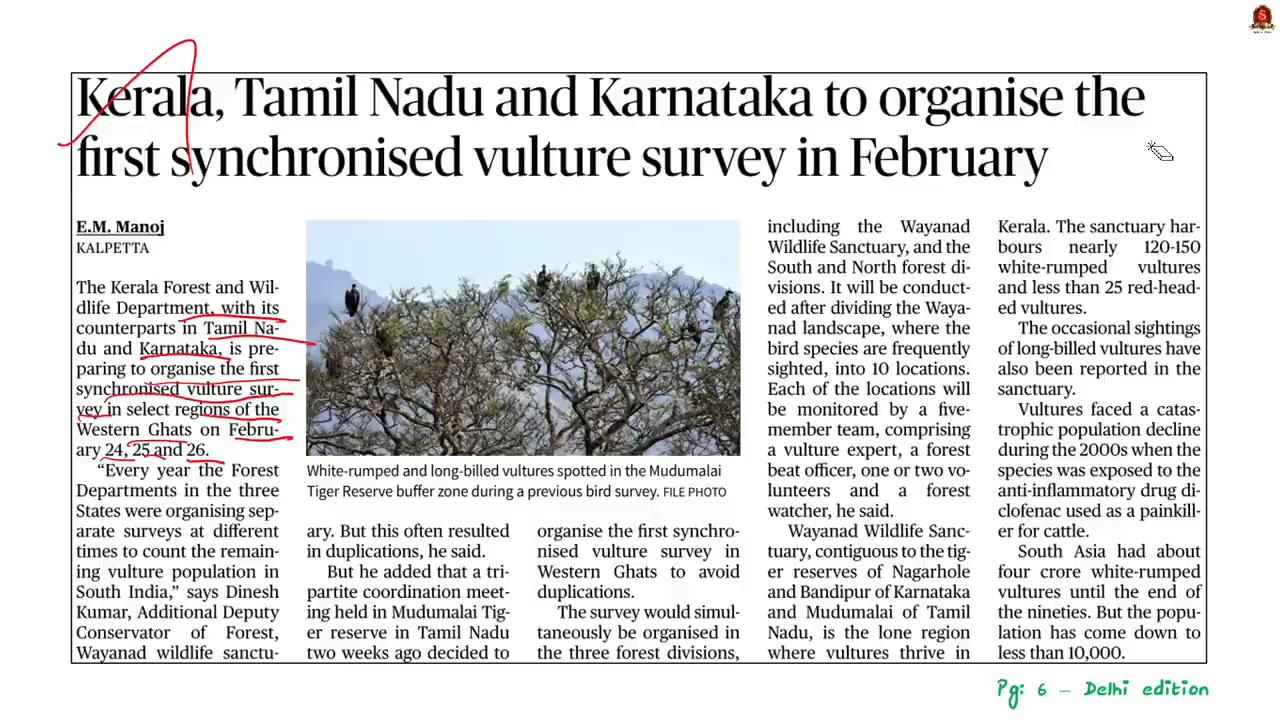 Kerala, Tamil Nadu and Karnataka to organise the
first synchronised vulture survey in February
E.M. Manoj
KALPETTA
The Kerala Forest and Wil-
dlife Department, with its
counterparts in Tamil Na-
du and Karnataka, is pre-
paring to organise the first
synchronised vulture sur-
vey in select regions of the
Western Ghats on Febru-
ary 24, 25 and 26.
“Every year the Forest
Departments in the three
States were organising sep-
arate surveys at different
times to count the remain-
ing vulture population in
South India,” says Dinesh
Kumar, Additional Deputy
Conservator of Forest,
Wayanad wildlife sanctu-
White-rumped and long-billed vultures spotted in the Mudumalai
Tiger Reserve buffer zone during a previous bird survey. FILE PHOTO
ary. But this often resulted
in duplications, he said.
But he added that a tri-
partite coordination meet-
ing held in Mudumalai Tig-
er reserve in Tamil Nadu
two weeks ago decided to
organise the first synchro-
nised vulture survey in
Western Ghats to avoid
duplications.
The survey would simul-
taneously be organised in
the three forest divisions,
including the Wayanad
Wildlife Sanctuary, and the
South and North forest di-
visions. It will be conduct-
ed after dividing the Waya-
nad landscape, where the
bird species are frequently
sighted, into 10 locations.
Each of the locations will
be monitored by a five-
member team, comprising
a vulture expert, a forest
beat officer, one or two vo-
lunteers and a forest
watcher, he said.
Wayanad Wildlife Sanc-
tuary, contiguous to the tig-
er reserves of Nagarhole
and Bandipur of Karnataka
and Mudumalai of Tamil
Nadu, is the lone region
where vultures thrive in
Kerala. The sanctuary har-
bours nearly 120-150
white-rumped vultures
and less than 25 red-head-
ed vultures.
The occasional sightings
of long-billed vultures have
also been reported in the
sanctuary.
Vultures faced a catas-
trophic population decline
during the 2000s when the
species was exposed to the
anti-inflammatory drug di-
clofenac used as a painkill-
er for cattle.
South Asia had about
four crore white-rumped
vultures until the end of
the nineties. But the popu-
lation has come down to
less than 10,000.
Pg: 6 – Delhi edition